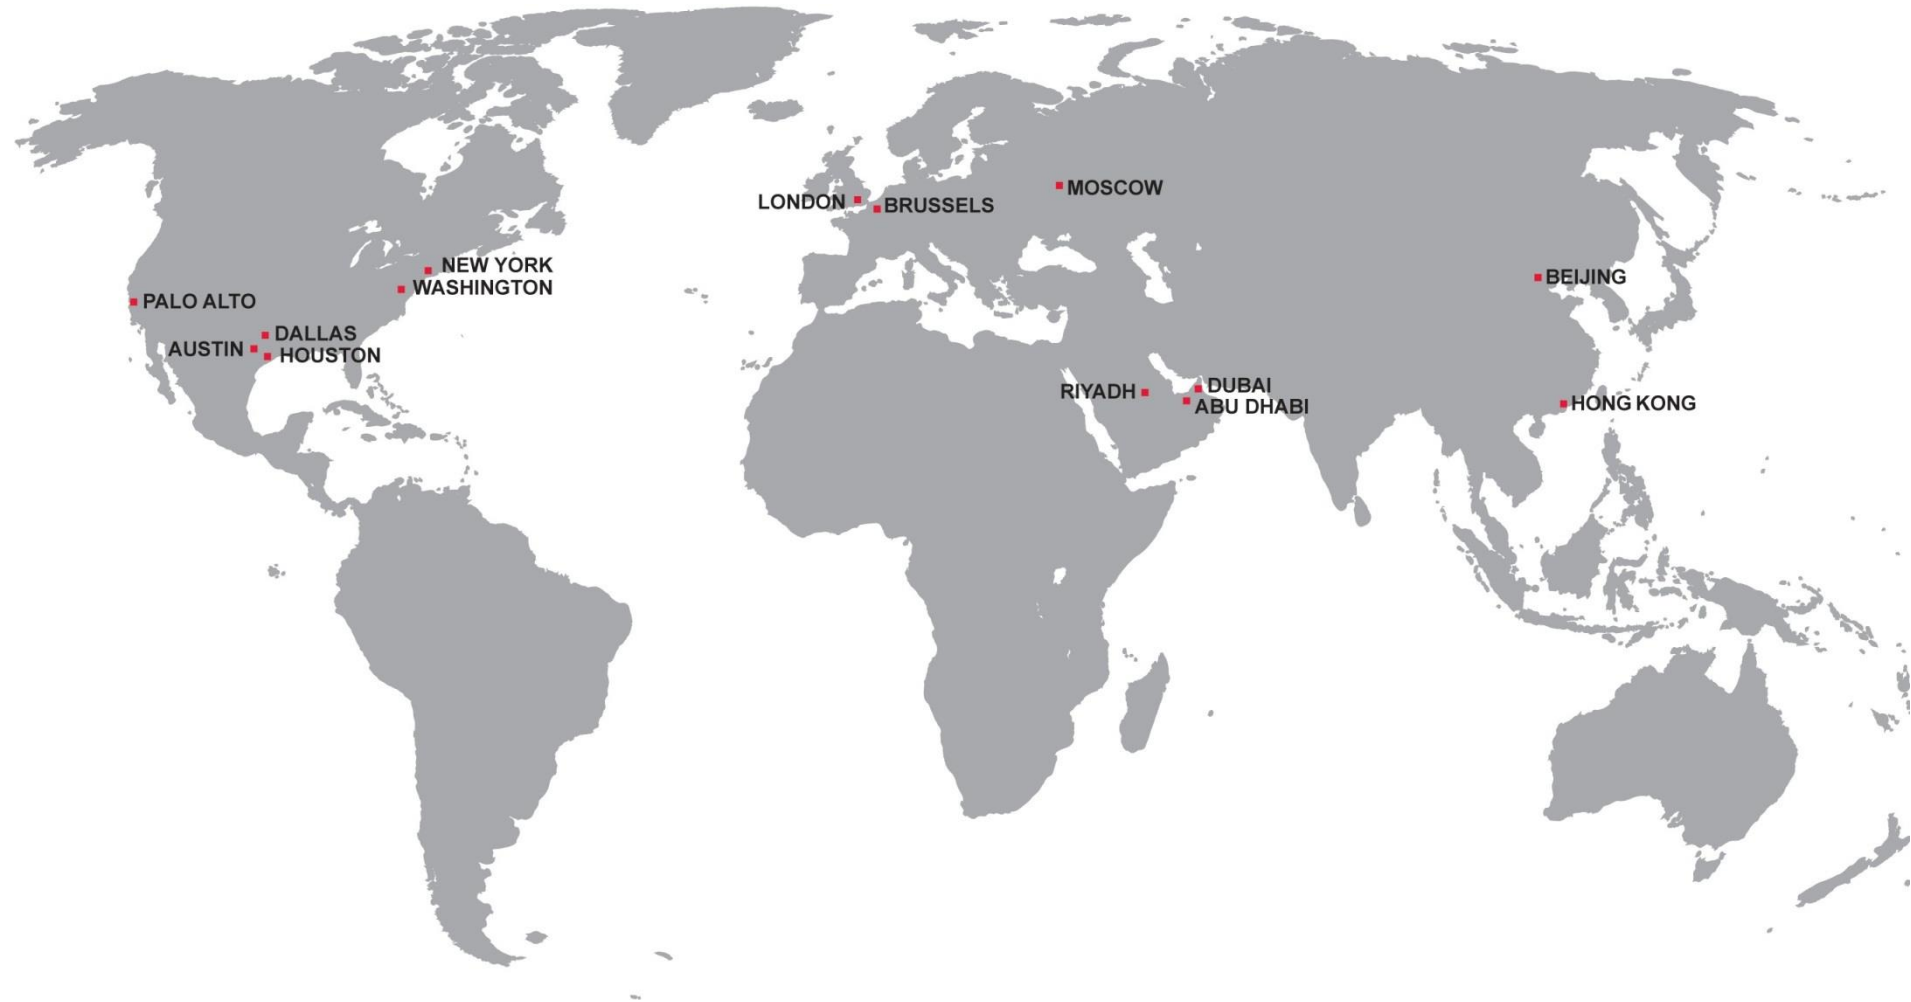 MOSCOW
LONDON
BRUSSELS
NEW YORK
WASHINGTON
BEIJING
PALO ALTO
DALLAS
AUSTIN
HOUSTON
RIYADH
DUBAI
ABU DHABI
HONG KONG